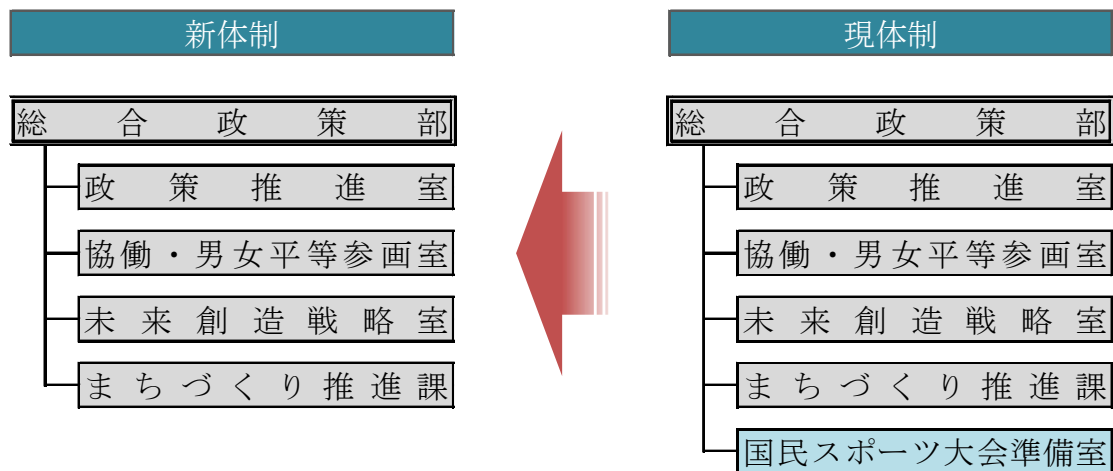 新体制
総合政策部
政策推進室
協働・男女平等参画室
未来創造戦略室
まちづくり推進課
現体制
総合政策部
政策推進室
協働・男女平等参画室
未来創造戦略室
まちづくり推進課
国民スポーツ大会準備室